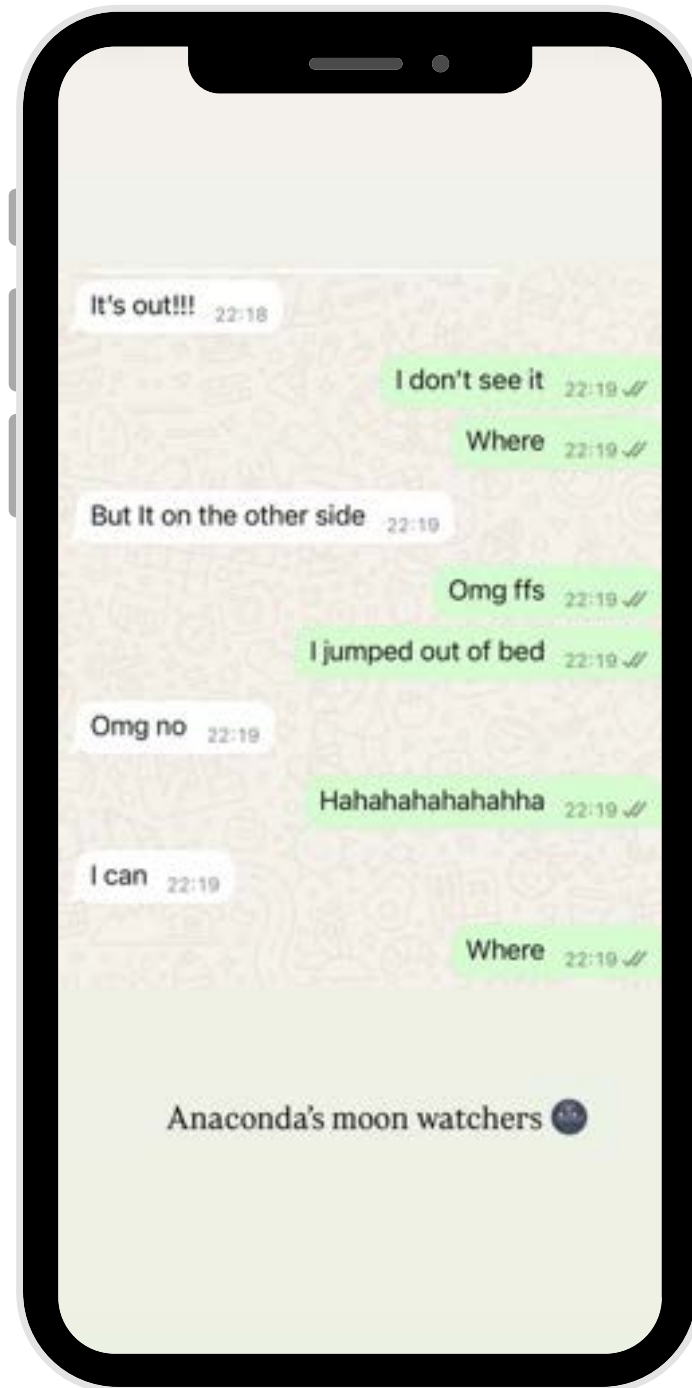 It's out!!! 22:18
I don't see it 22:19
Where 22:19
But It on the other side 22:19
Omg ffs 22:19
I jumped out of bed 22:19
Omg no 22:19
Hahahahahahahha 22:19
I can 22:19
Where 22:19
Anaconda's moon watchers 🌚